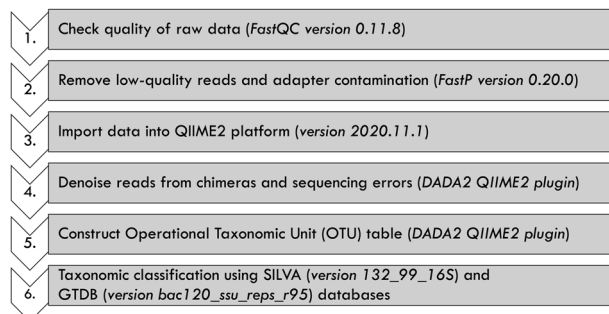 1. Check quality of raw data (FastQC version 0.11.8)
2. Remove low-quality reads and adapter contamination (FastP version 0.20.0)
3. Import data into QIIME2 platform (version 2020.11.1)
4. Denoise reads from chimeras and sequencing errors (DADA2 QIIME2 plugin)
5. Construct Operational Taxonomic Unit (OTU) table (DADA2 QIIME2 plugin)
6. Taxonomic classification using SILVA (version 132_99_16S) and
GTDB (version bac120_ssu_reps_r95) databases